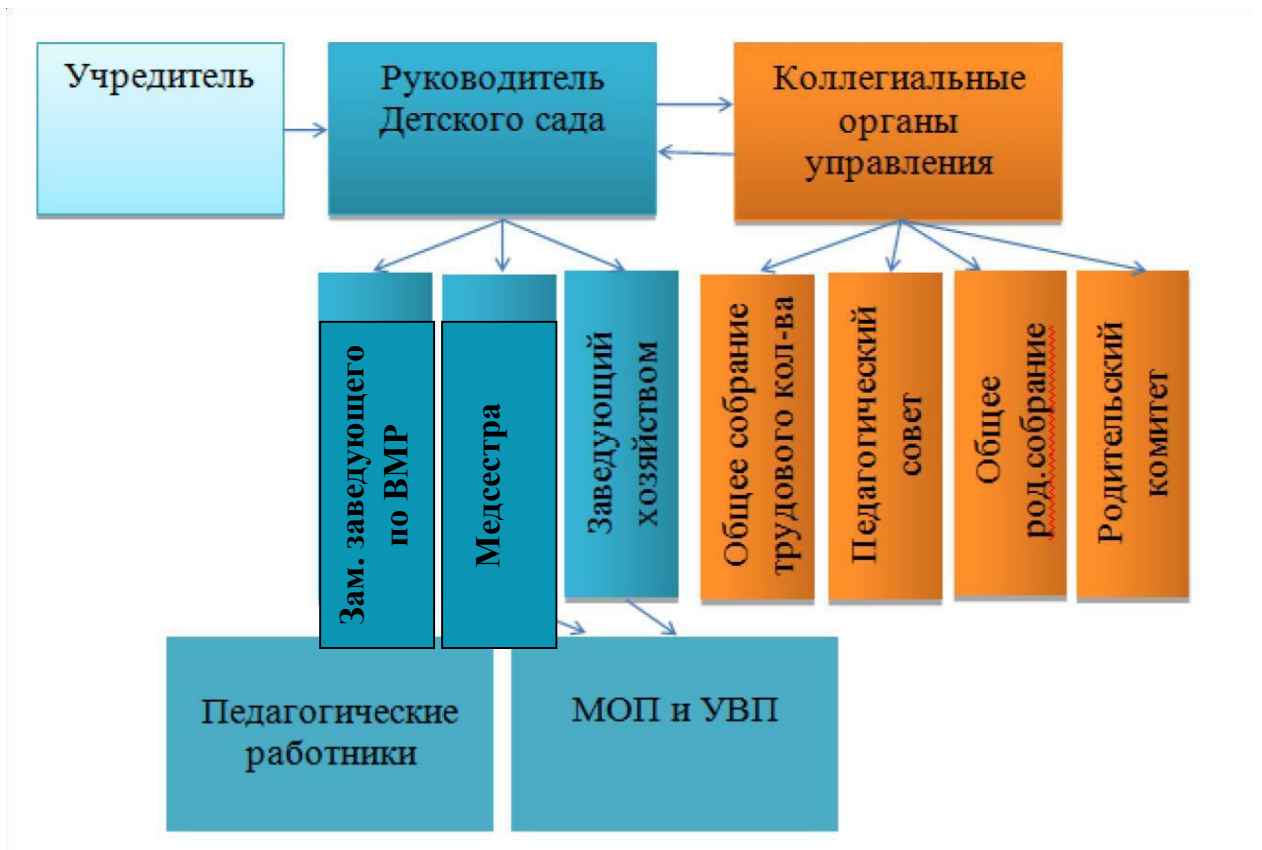 Учредитель
Руководитель
Детского сада
Коллегиальные
органы
управления
Зам. заведующего
по ВМР
Медсестра
Заведующий
хозяйством
Общее собрание
трудового кол-ва
Педагогический
совет
Общее
род.собрание
Родительский
комитет
Педагогические
работники
МОП и УВП